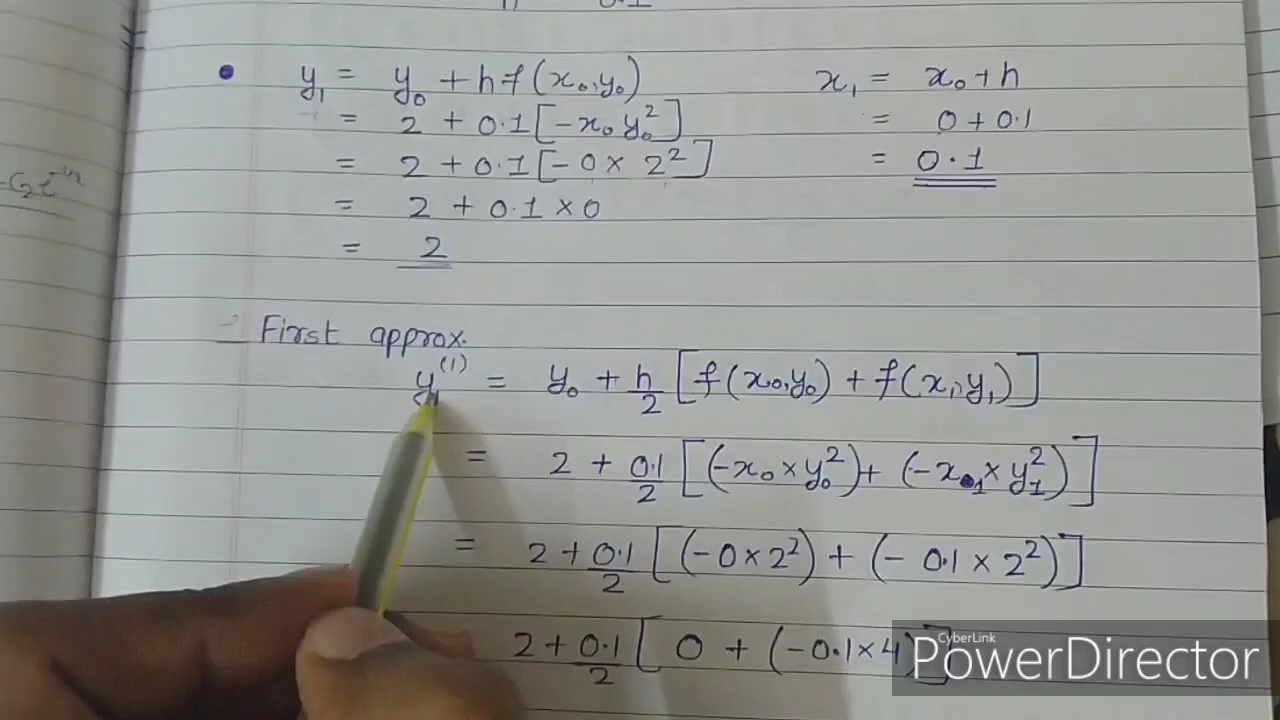 • y₁ = y₀ + h f(x₀,y₀) x₁ = x₀ + h
= 2 + 0.1[-x₀ y₀²] = 0 + 0.1
= 2 + 0.1[-0 × 2²] = 0.1
= 2 + 0.1 × 0
= 2
First approx.
y₁⁽¹⁾ = y₀ + h/2 [f(x₀,y₀) + f(x₁,y₁)]
= 2 + 0.1/2 [(-x₀ × y₀²) + (-x₁ × y₁²)]
= 2 + 0.1/2 [(-0 × 2²) + (- 0.1 × 2²)]
2 + 0.1/2 [0 + (-0.1 × 4)]
CyberLink
PowerDirector